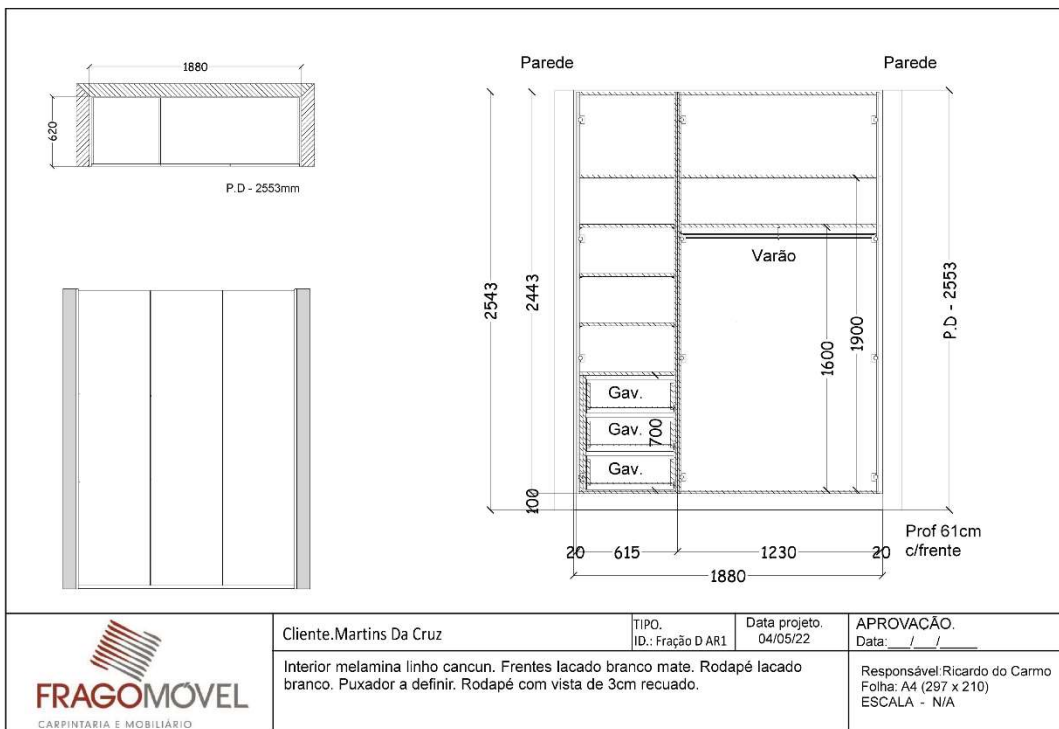 1880
620
P.D - 2553mm
Parede
Parede
2543
2443
Varão
1600
1900
P.D - 2553
Gav.
Gav.
Gav.
700
100
20
615
1230
20
1880
Prof 61cm
c/frente
FRAGOMÓVEL
CARPINTARIA E MOBILIÁRIO
Cliente.Martins Da Cruz
TIPO.
ID.: Fração D AR1
Data projeto.
04/05/22
APROVAÇÃO.
Data:___/___/____
Interior melamina linho cancun. Frentes lacado branco mate. Rodapé lacado
branco. Puxador a definir. Rodapé com vista de 3cm recuado.
Responsável:Ricardo do Carmo
Folha: A4 (297 x 210)
ESCALA - N/A